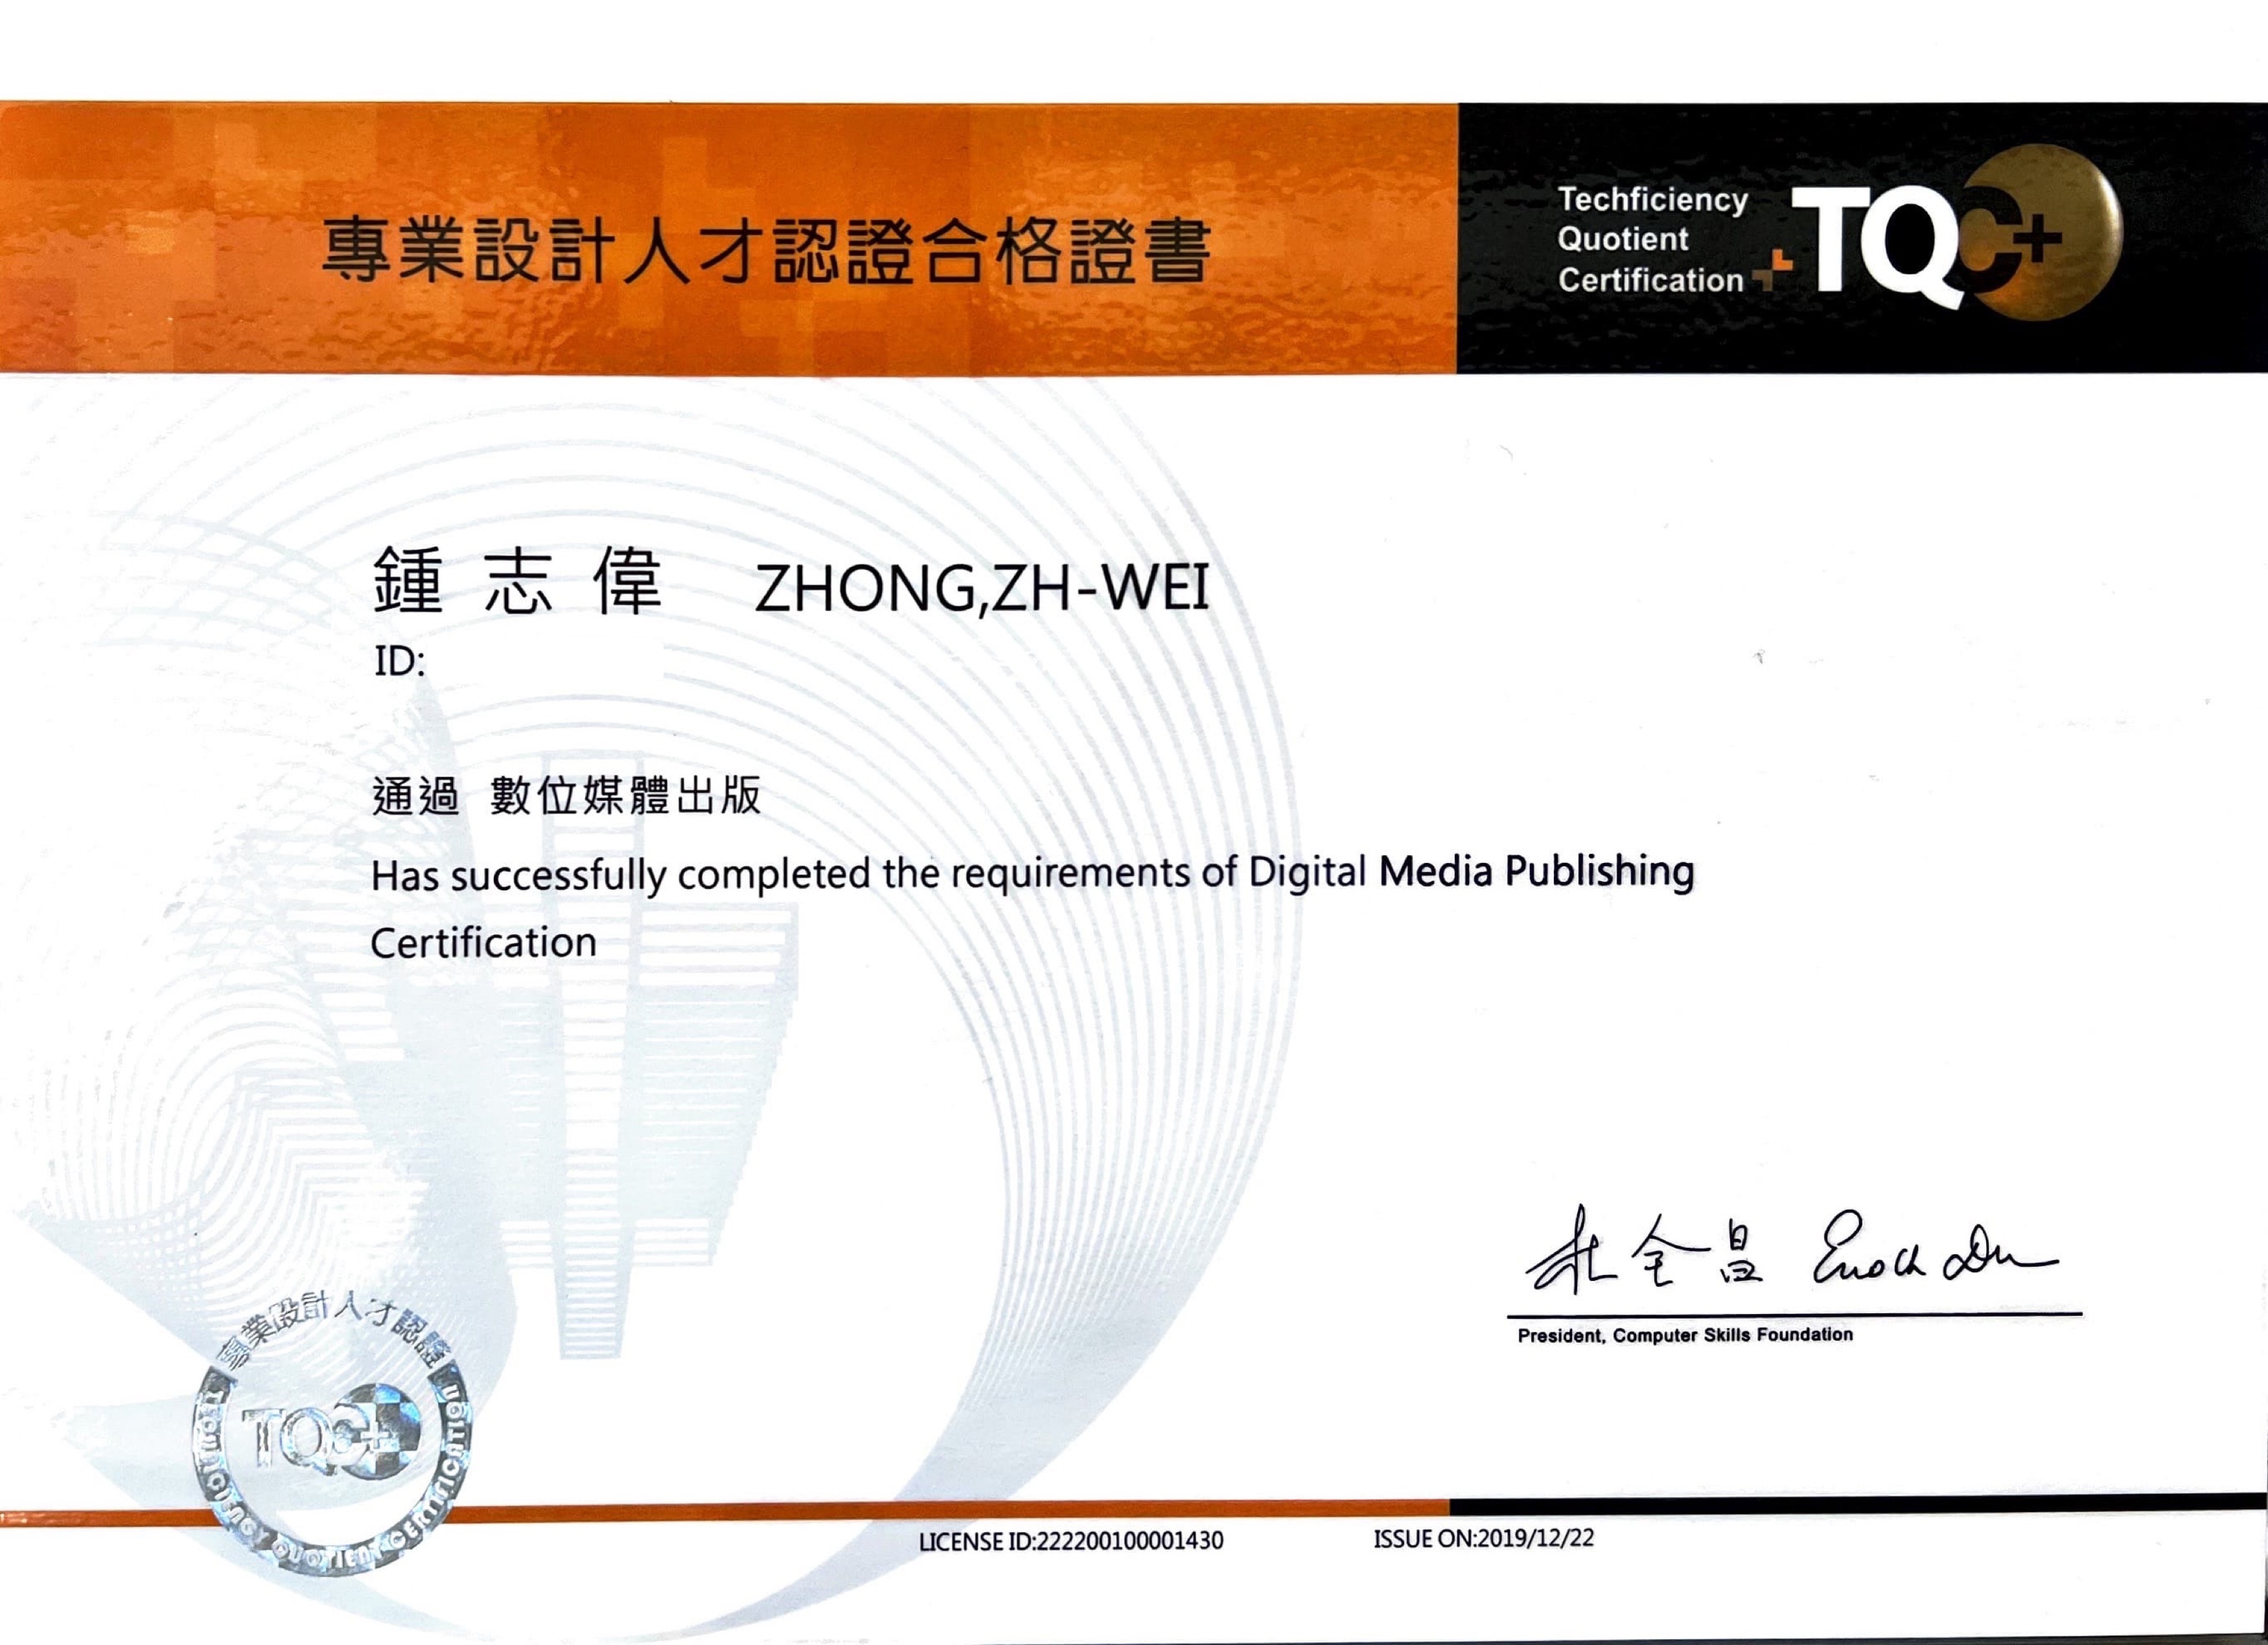 專業設計人才認證合格證書
Techficiency
Quotient
Certification
TQC+
鍾志偉 ZHONG,ZH-WEI
ID:
通過 數位媒體出版
Has successfully completed the requirements of Digital Media Publishing
Certification
杜全昌 Enoch Du
President, Computer Skills Foundation
專業設計人才認證
TQC+
TECHFICIENCY QUOTIENT CERTIFICATION
LICENSE ID:222200100001430
ISSUE ON:2019/12/22